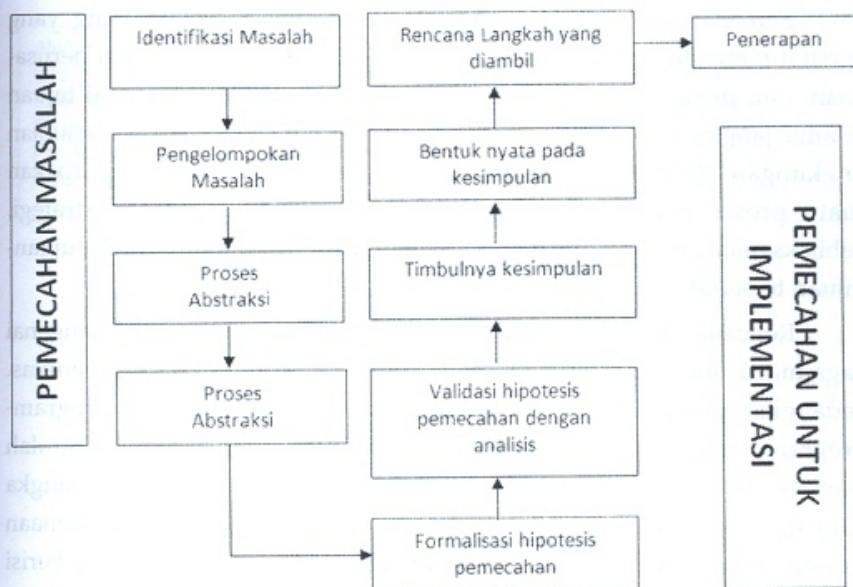 PEMECAHAN MASALAH
Identifikasi Masalah
Pengelompokan
Masalah
Proses
Abstraksi
Proses
Abstraksi
Formalisasi hipotesis
pemecahan
Validasi hipotesis
pemecahan dengan
analisis
Timbulnya kesimpulan
Bentuk nyata pada
kesimpulan
Rencana Langkah yang
diambil
Penerapan
PEMECAHAN UNTUK
IMPLEMENTASI